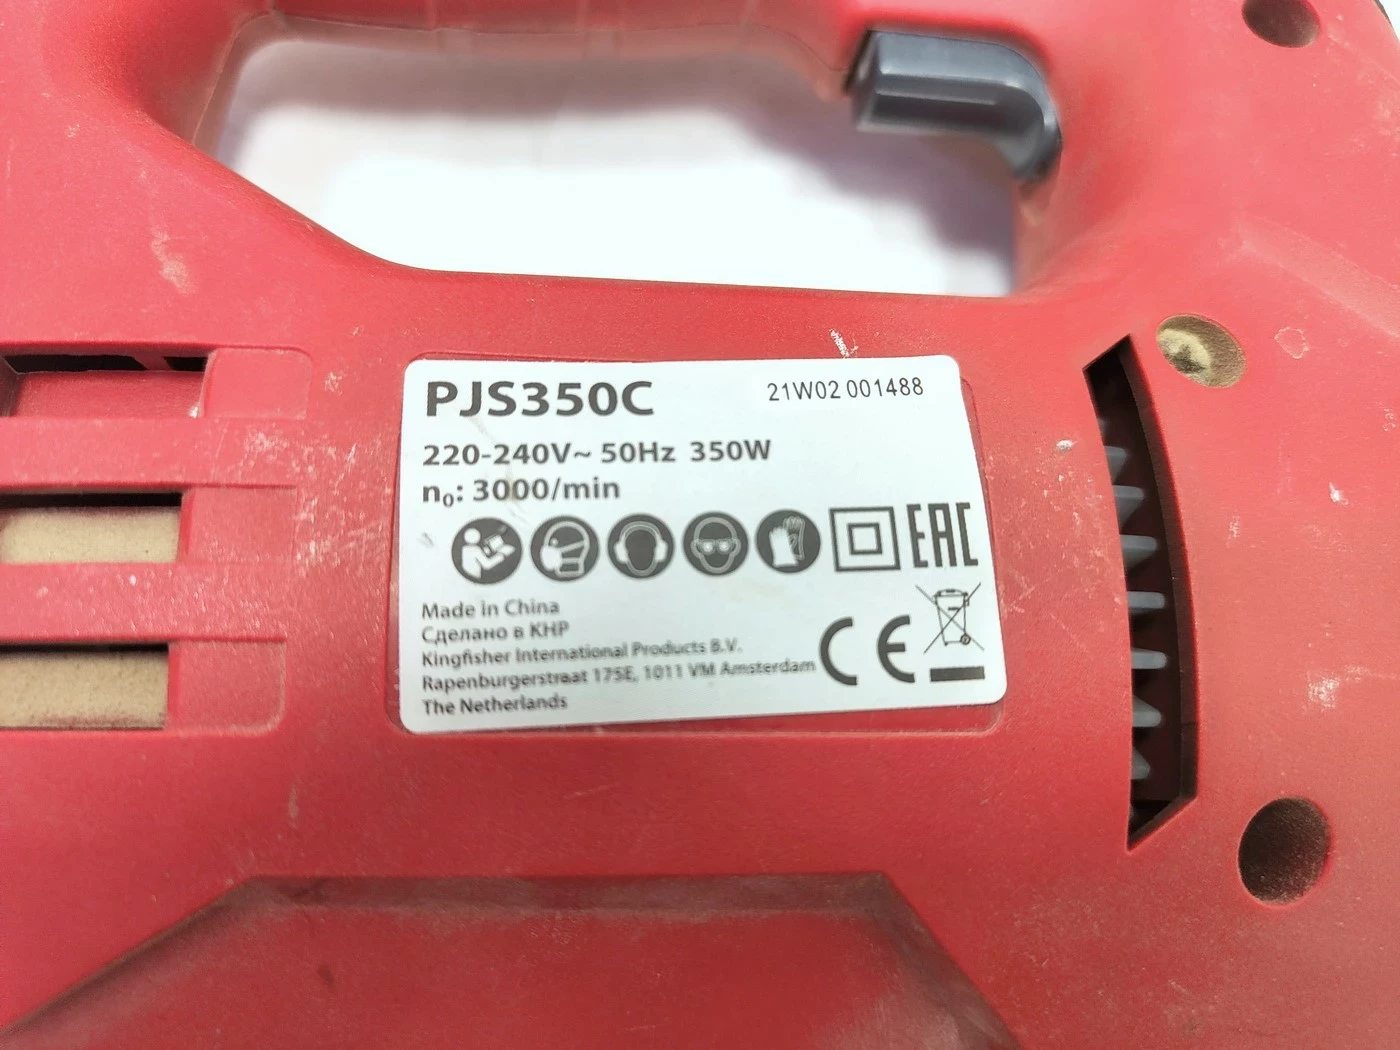 PJS350C 21W02 001488
220-240V~ 50Hz 350W
n₀: 3000/min
EAC
Made in China
Сделано в КНР
Kingfisher International Products B.V.
Rapenburgerstraat 175E, 1011 VM Amsterdam
The Netherlands
CE